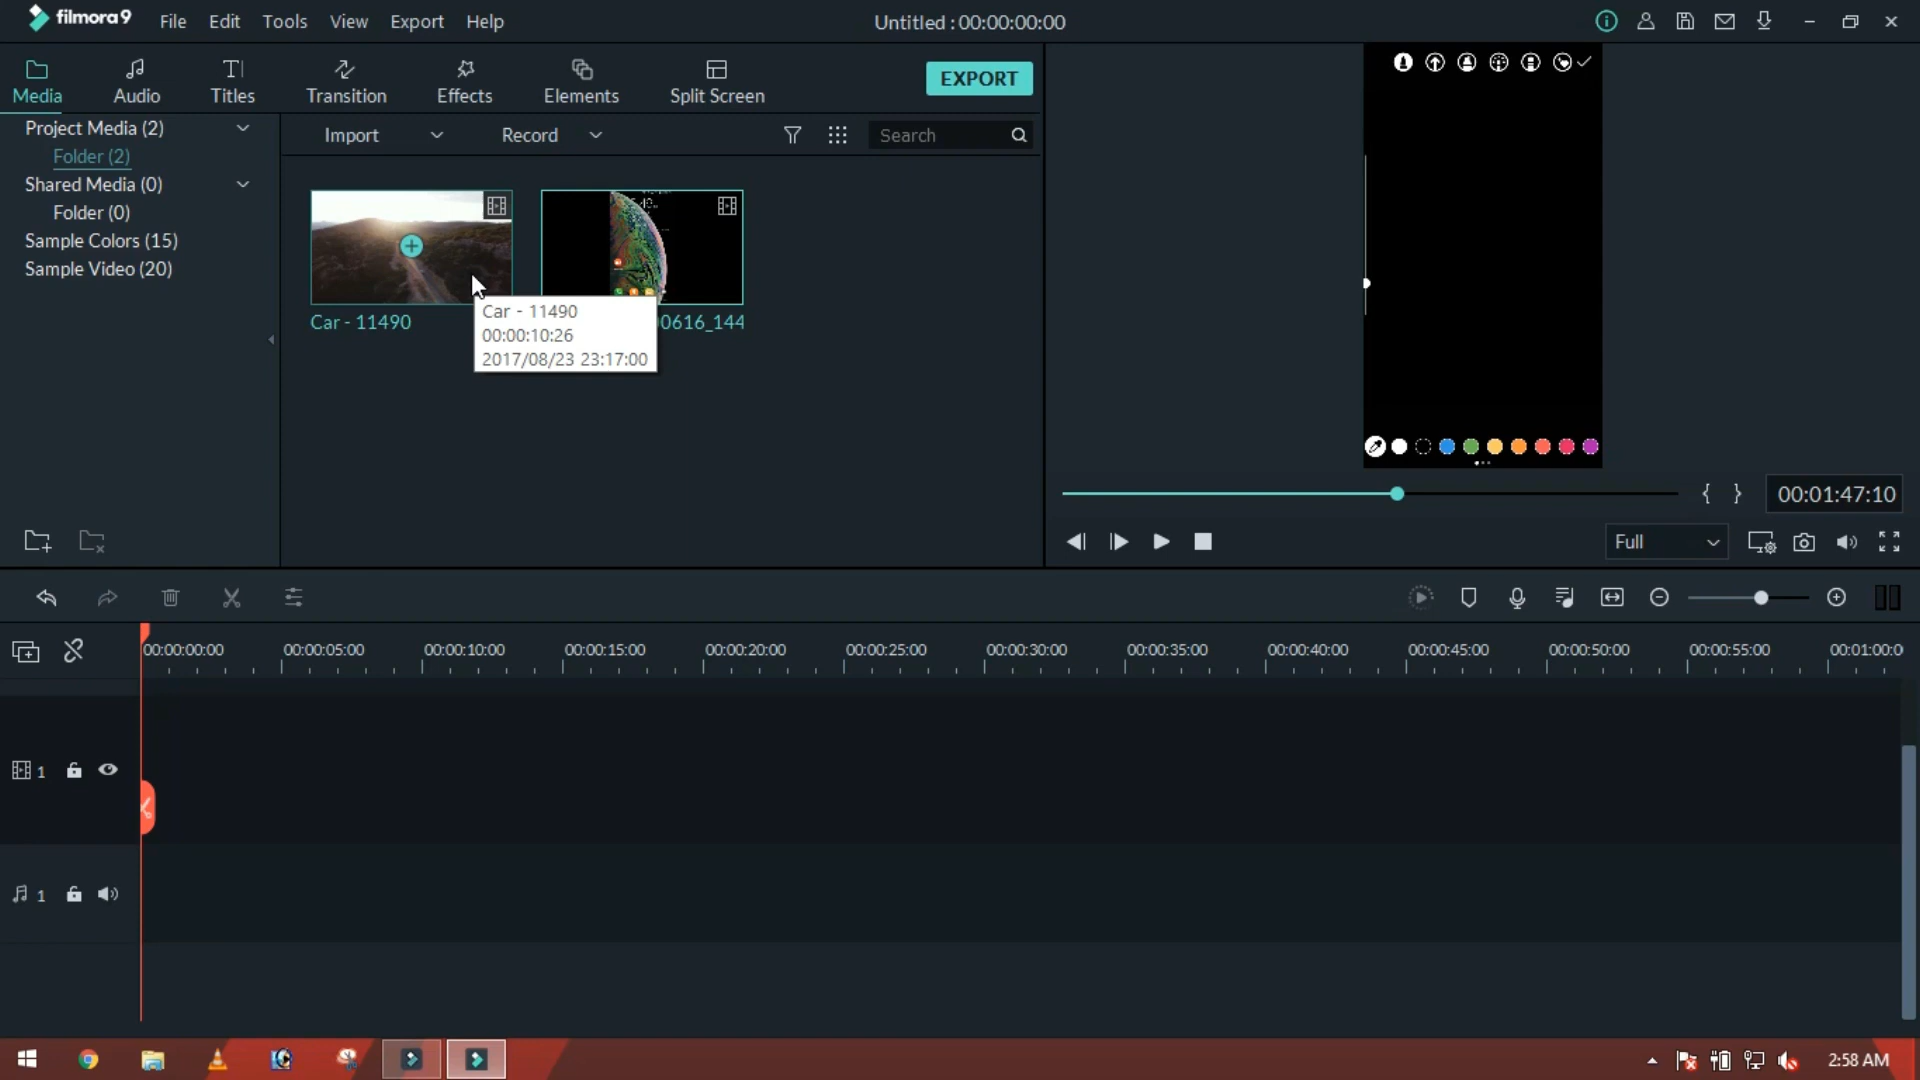 filmora9 File Edit Tools View Export Help Untitled : 00:00:00:00
Media Audio Titles Transition Effects Elements Split Screen EXPORT
Project Media (2) Import Record Search
Folder (2)
Shared Media (0)
Folder (0)
Sample Colors (15)
Sample Video (20)
Car - 11490
0616_144
Car - 11490
00:00:10:26
2017/08/23 23:17:00
{ } 00:01:47:10
Full
00:00:00:00 00:00:05:00 00:00:10:00 00:00:15:00 00:00:20:00 00:00:25:00 00:00:30:00 00:00:35:00 00:00:40:00 00:00:45:00 00:00:50:00 00:00:55:00 00:01:00:0
1
1
2:58 AM